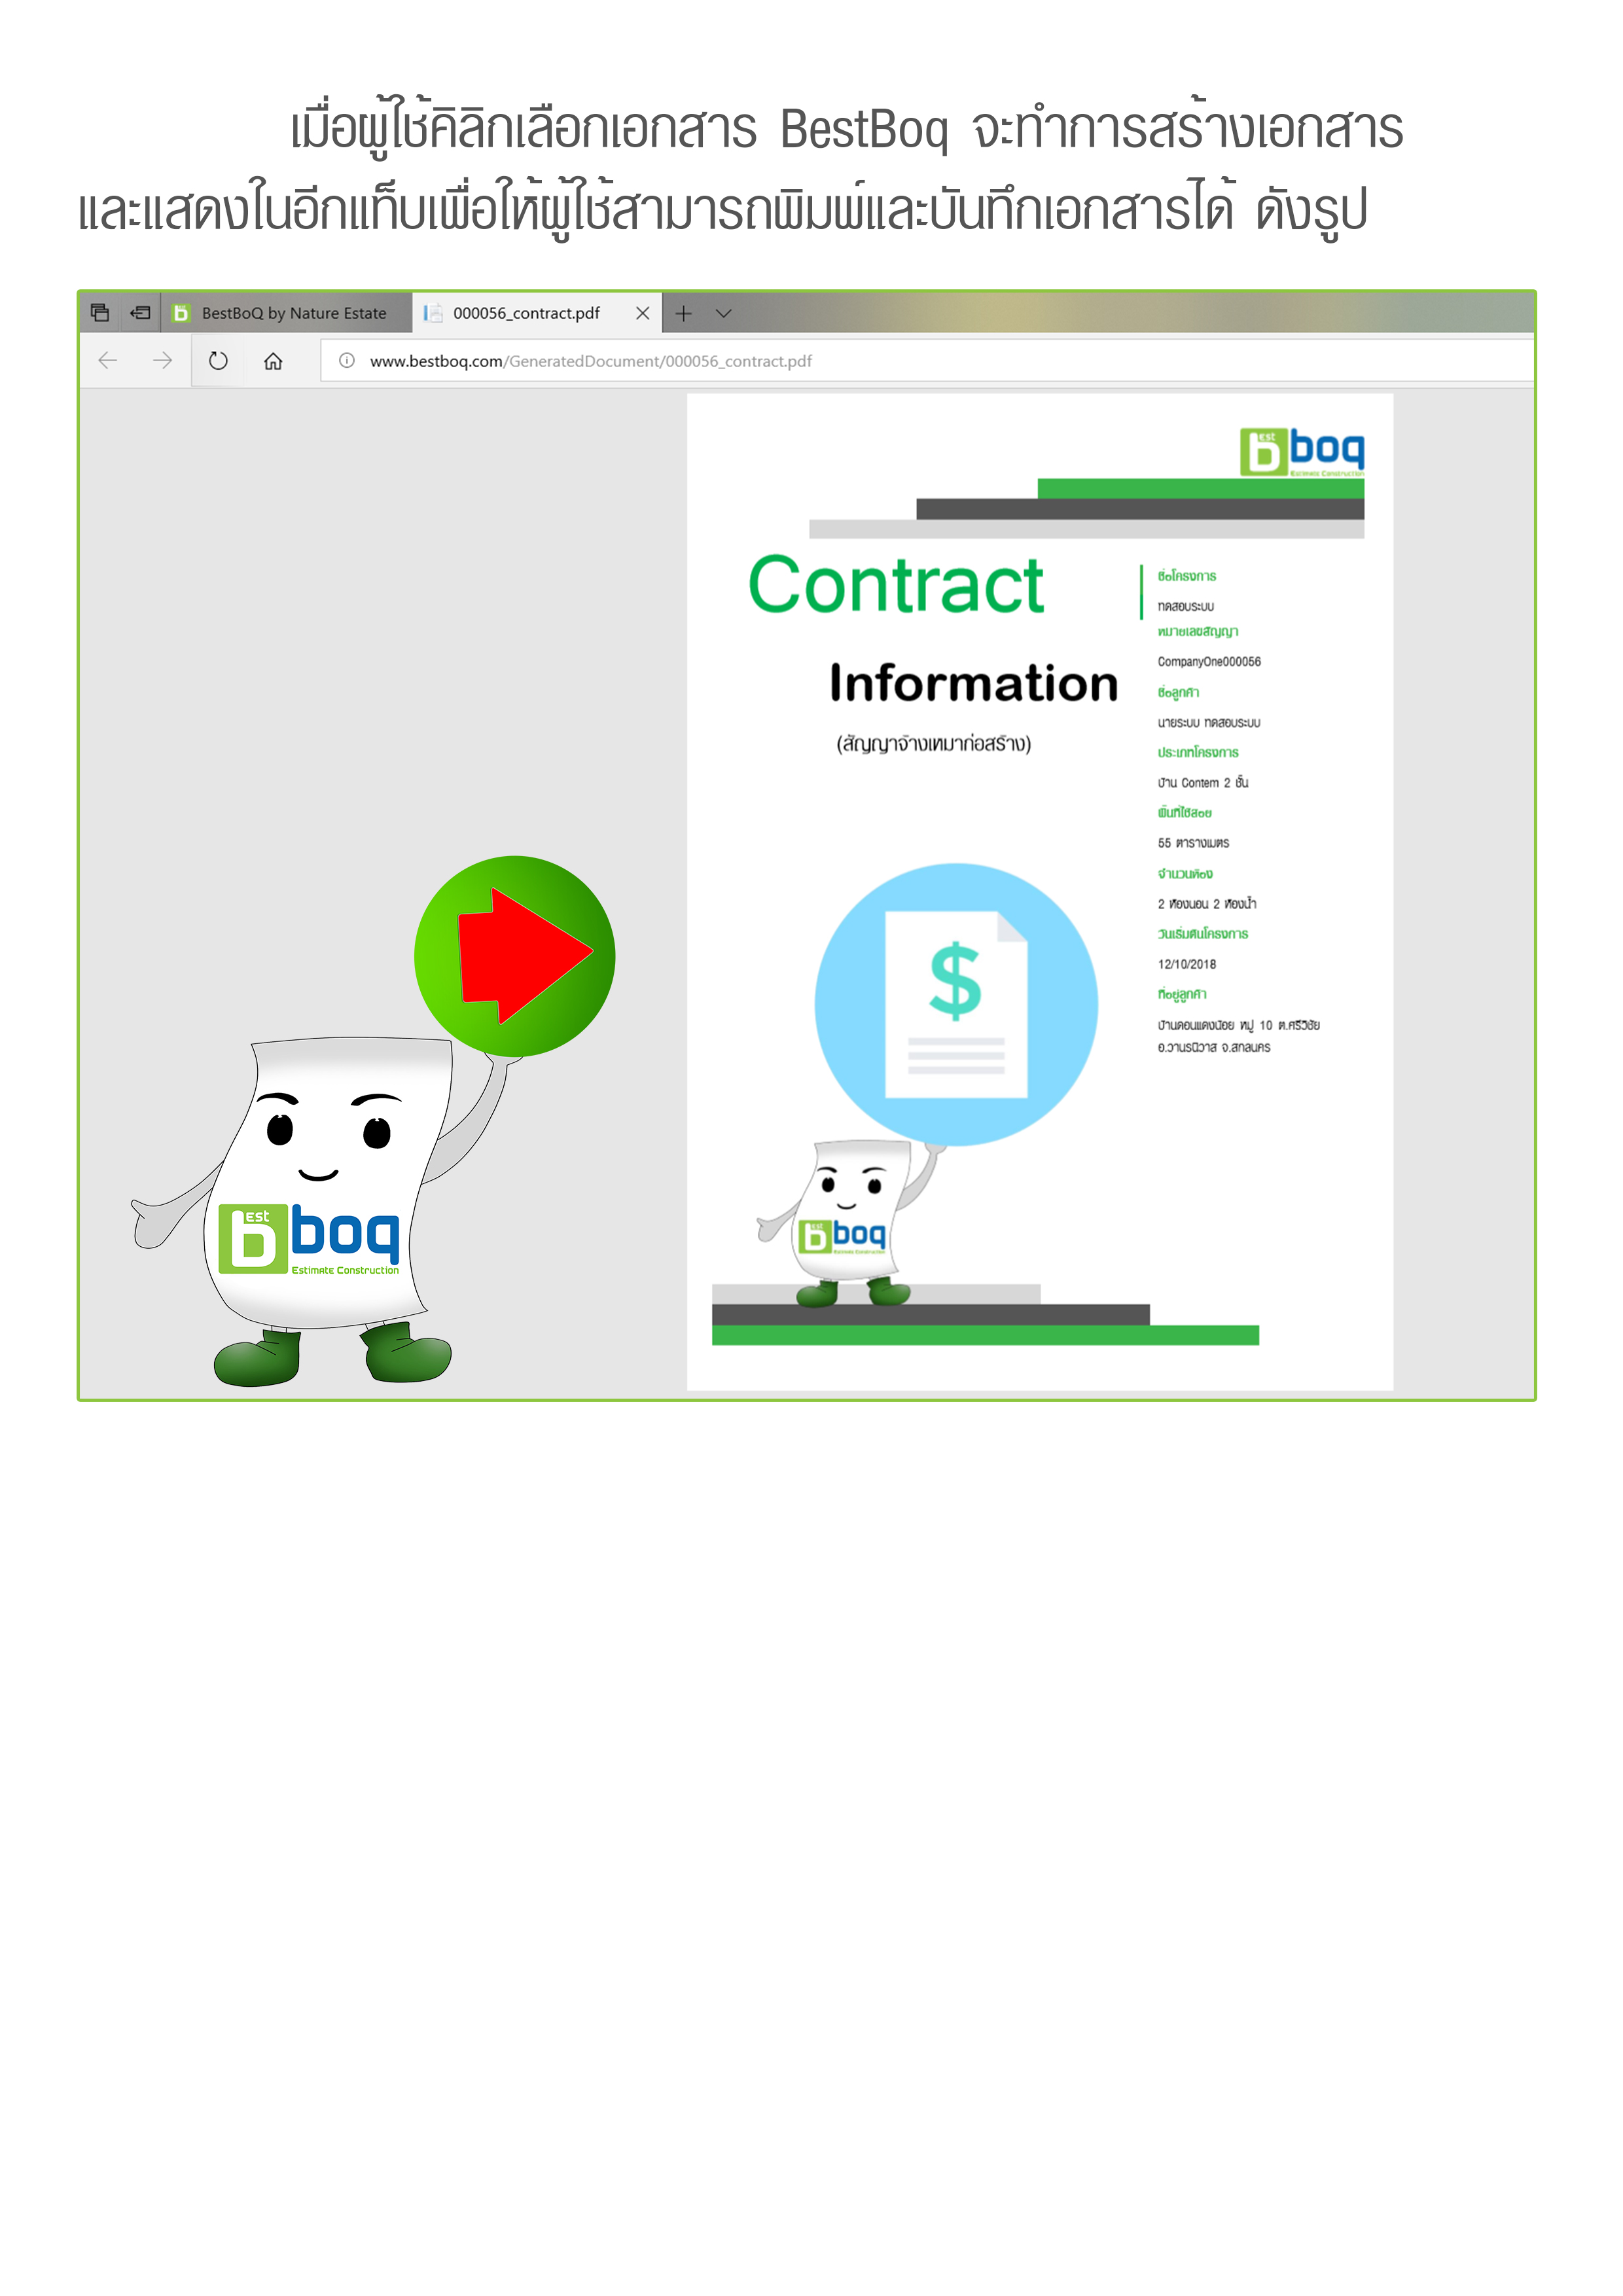 เมื่อผู้ใช้คิลิกเลือกเอกสาร BestBoq จะทำการสร้างเอกสาร
และแสดงในอีกแท็บเพื่อให้ผู้ใช้สามารถพิมพ์และบันทึกเอกสารได้ ดังรูป
BestBoQ by Nature Estate
000056_contract.pdf
www.bestboq.com/GeneratedDocument/000056_contract.pdf
best boq
Estimate Construction
Contract
Information
(สัญญาจ้างเหมาก่อสร้าง)
ชื่อโครงการ
ทดสอบระบบ
หมายเลขสัญญา
CompanyOne000056
ชื่อลูกค้า
นายระบบ ทดสอบระบบ
ประเภทโครงการ
บ้าน Contem 2 ชั้น
พื้นที่ใช้สอย
55 ตารางเมตร
จำนวนห้อง
2 ห้องนอน 2 ห้องน้ำ
วันเริ่มต้นโครงการ
12/10/2018
ที่อยู่ลูกค้า
บ้านดอนแดงน้อย หมู่ 10 ต.ศรีวิชัย
อ.วานรนิวาส จ.สกลนคร
$
best boq
Estimate Construction
best boq
Estimate Construction